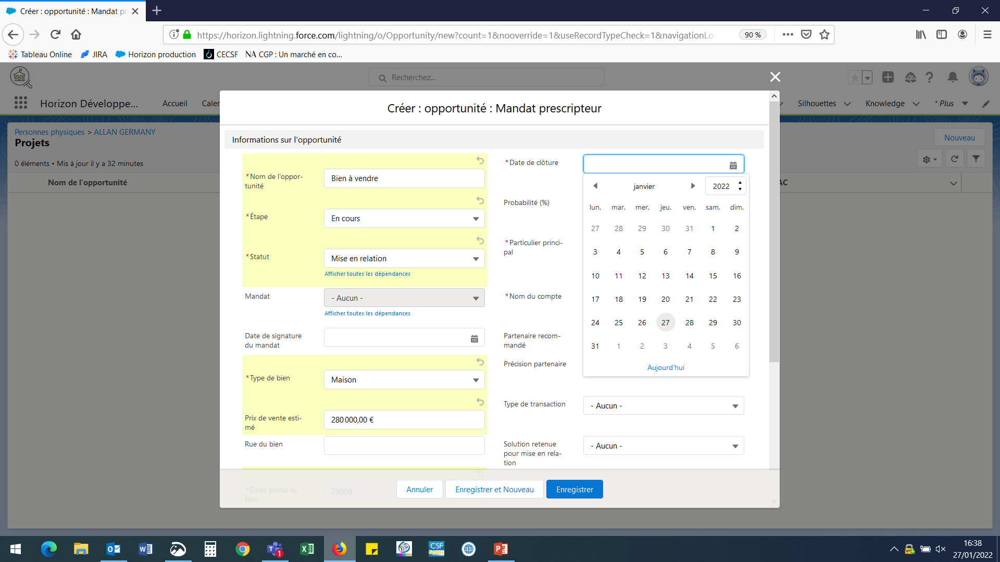 Créer : opportunité : Mandat pr
https://horizon.lightning.force.com/lightning/o/Opportunity/new?count=1&nooverride=1&useRecordTypeCheck=1&navigationLoc
90 %
Tableau Online
JIRA
Horizon production
CECSF
NA CGP : Un marché en co...
Recherchez...
Horizon Développe...
Accueil
Caler
Silhouettes
Knowledge
* Plus
Personnes physiques > ALLAN GERMANY
Projets
Nouveau
0 éléments • Mis à jour il y a 32 minutes
Nom de l'opportunité
AC
Créer : opportunité : Mandat prescripteur
Informations sur l'opportunité
*Nom de l'oppor-
tunité
Bien à vendre
*Étape
En cours
*Statut
Mise en relation
Afficher toutes les dépendances
Mandat
- Aucun -
Afficher toutes les dépendances
Date de signature
du mandat
*Type de bien
Maison
Prix de vente esti-
mé
280 000,00 €
Rue du bien
*Code postal du
bien
75009
*Date de clôture
janvier
2022
lun. mar. mer. jeu. ven. sam. dim.
27 28 29 30 31 1 2
3 4 5 6 7 8 9
10 11 12 13 14 15 16
17 18 19 20 21 22 23
24 25 26 27 28 29 30
31 1 2 3 4 5 6
Aujourd'hui
Probabilité (%)
*Particulier princi-
pal
*Nom du compte
Partenaire recom-
mandé
Précision partenaire
Type de transaction
- Aucun -
Solution retenue
pour mise en rela-
tion
- Aucun -
Annuler
Enregistrer et Nouveau
Enregistrer
1
CSF
16:38
27/01/2022